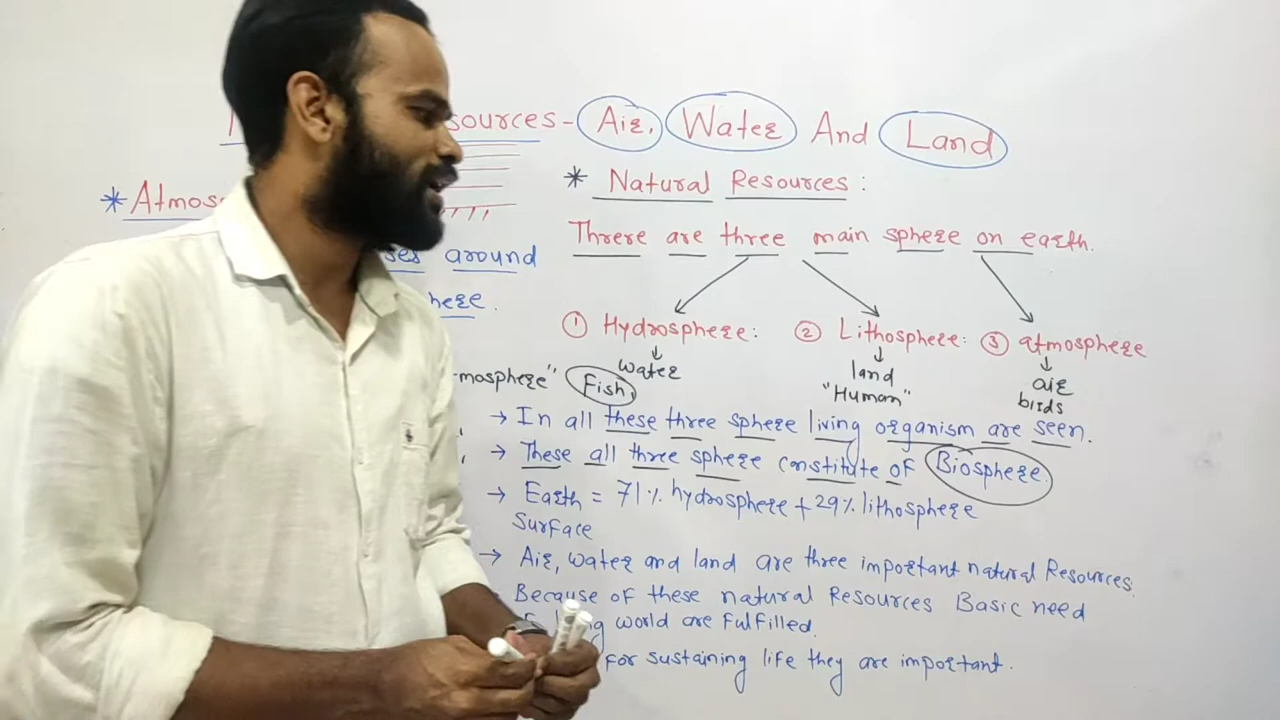 sources - Air, Water And Land
* Atmos
ses around
here.
mosphere"
* Natural Resources:
Threre are three main sphere on earth.
① Hydrosphere: ② Lithosphere: ③ atmosphere
water land air
Fish, "Human" birds
→ In all these three sphere living organism are seen.
→ These all three sphere constitute of Biosphere.
→ Earth = 71% hydrosphere + 29% lithosphere
Surface
→ Air, water and land are three important natural Resources.
Because of these natural Resources Basic need
world are Fulfilled.
For sustaining life they are important.